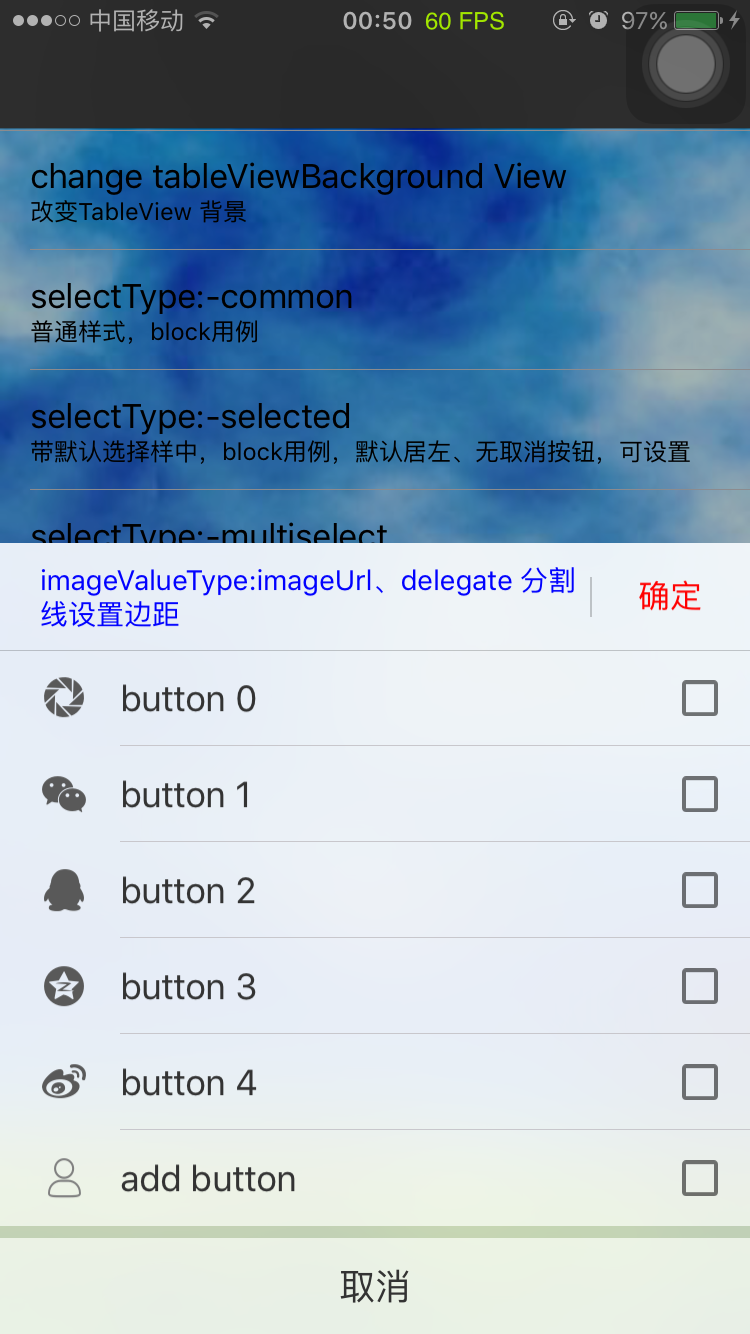 中国移动 00:50 60 FPS 97%
change tableViewBackground View
改变TableView 背景
selectType:-common
普通样式，block用例
selectType:-selected
带默认选择样中，block用例，默认居左、无取消按钮，可设置
selectType:-multiselect
imageValueType:imageUrl、delegate 分割
线设置边距
确定
button 0
button 1
button 2
button 3
button 4
add button
取消